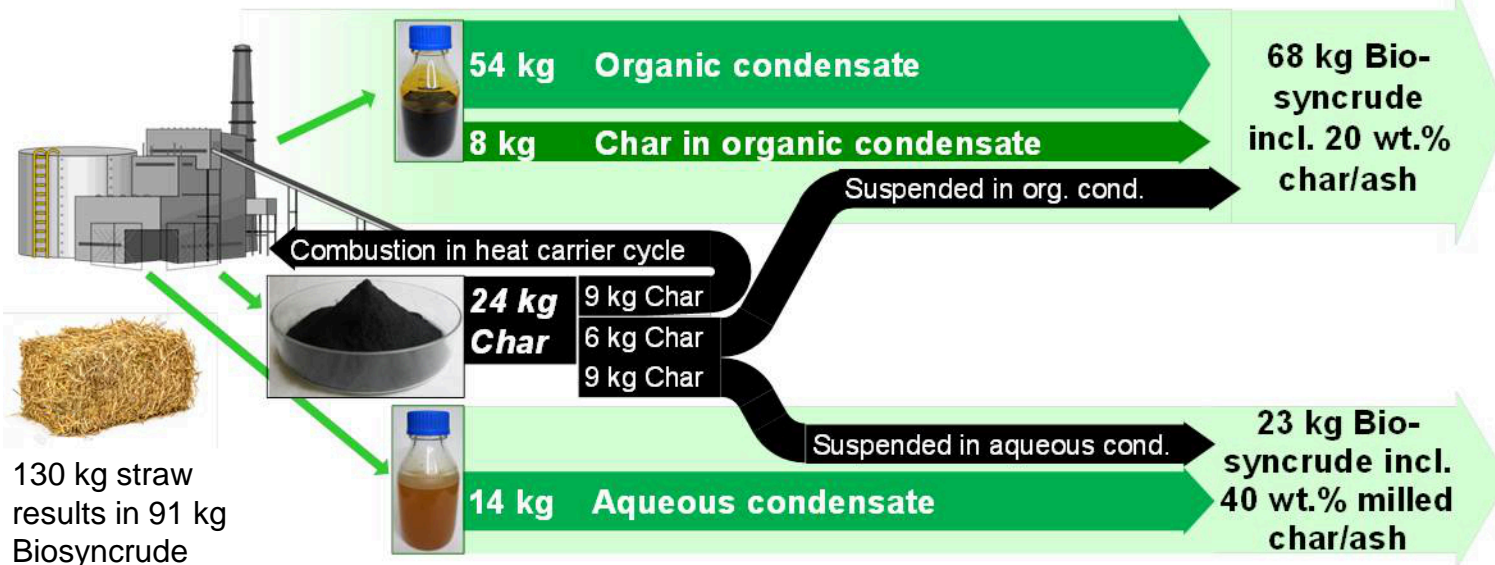 54 kg Organic condensate
8 kg Char in organic condensate
68 kg Bio-
syncrude
incl. 20 wt.%
char/ash
Suspended in org. cond.
Combustion in heat carrier cycle
24 kg
Char
9 kg Char
6 kg Char
9 kg Char
Suspended in aqueous cond.
14 kg Aqueous condensate
23 kg Bio-
syncrude incl.
40 wt.% milled
char/ash
130 kg straw
results in 91 kg
Biosyncrude